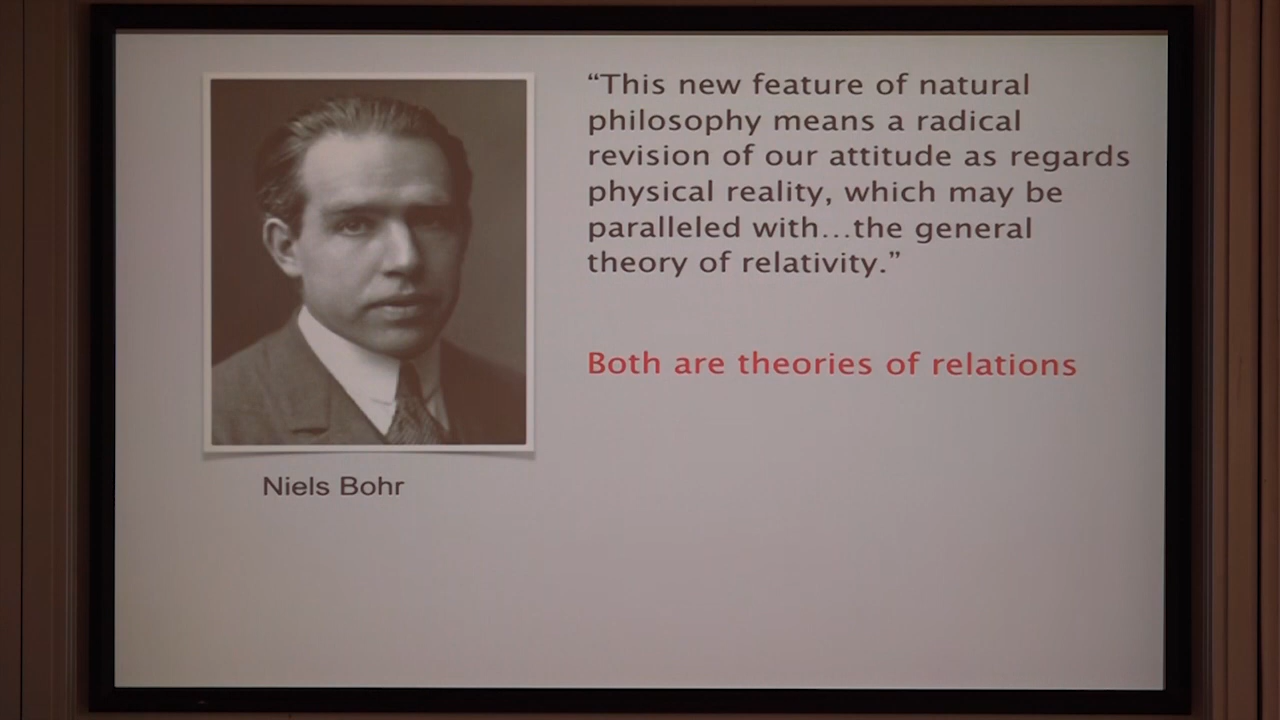 “This new feature of natural
philosophy means a radical
revision of our attitude as regards
physical reality, which may be
paralleled with…the general
theory of relativity.”
Both are theories of relations
Niels Bohr